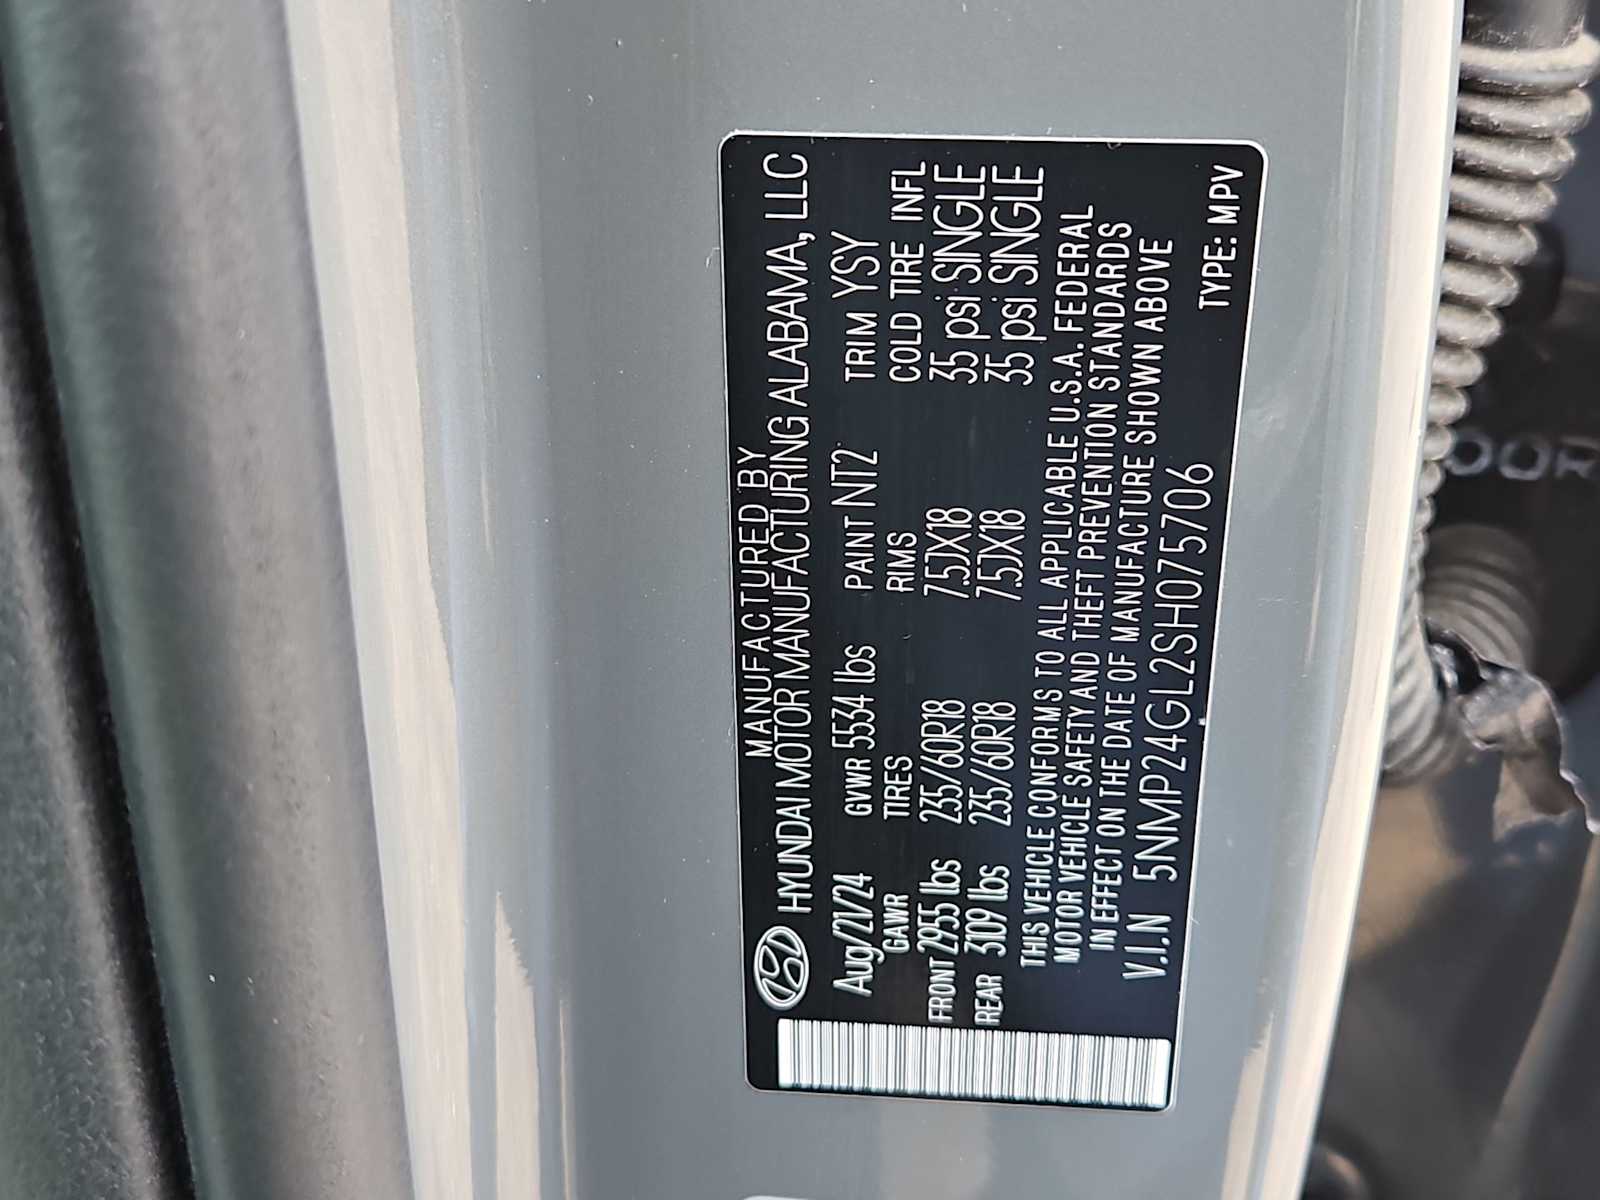 MANUFACTURED BY
HYUNDAI MOTOR MANUFACTURING ALABAMA, LLC
Aug/21/24 GVWR 5534 lbs PAINT NT2 TRIM YSY
GAWR TIRES RIMS COLD TIRE INFL
FRONT 2955 lbs 235/60R18 7.5JX18 35 psi SINGLE
REAR 3109 lbs 235/60R18 7.5JX18 35 psi SINGLE
THIS VEHICLE CONFORMS TO ALL APPLICABLE U.S.A. FEDERAL
MOTOR VEHICLE SAFETY AND THEFT PREVENTION STANDARDS
IN EFFECT ON THE DATE OF MANUFACTURE SHOWN ABOVE
V.I.N 5NMP24GL2SH075706
TYPE: MPV